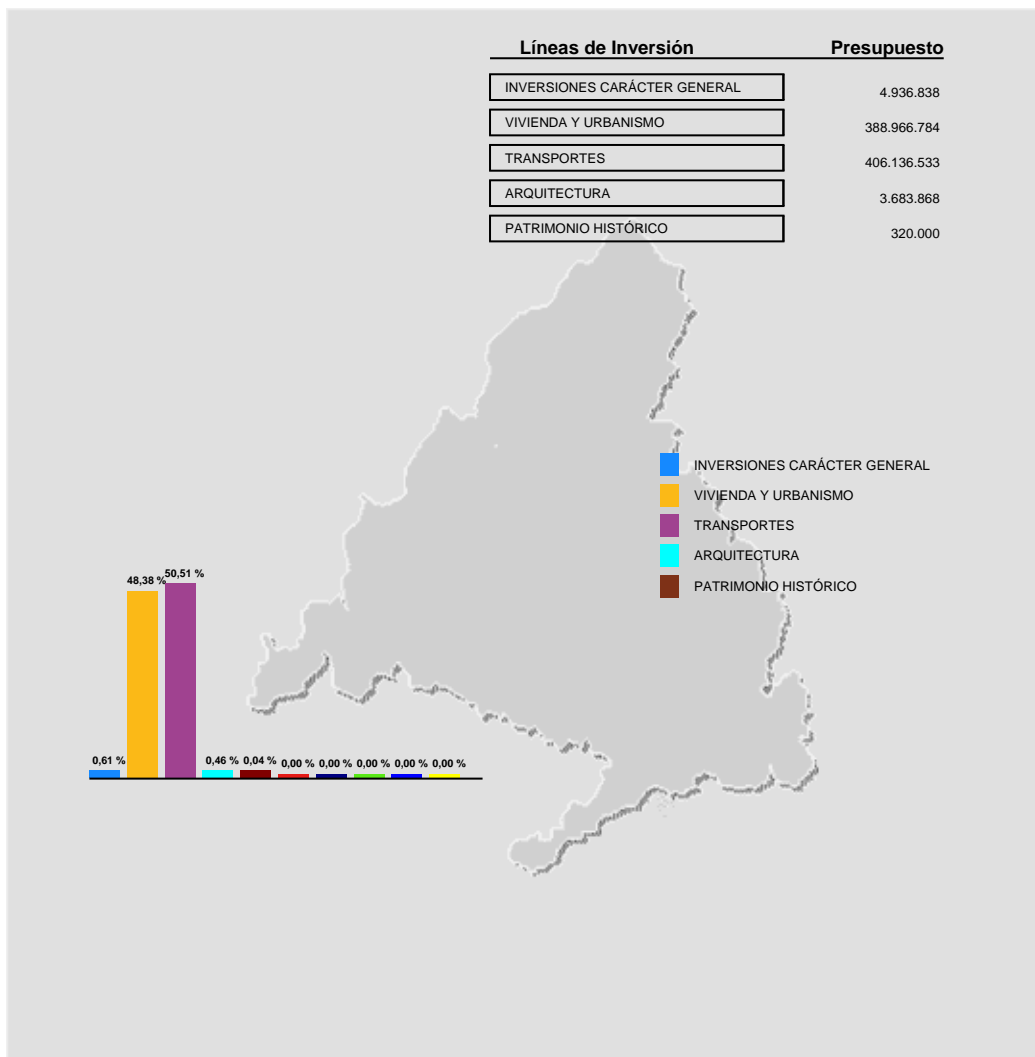 Líneas de Inversión Presupuesto
INVERSIONES CARÁCTER GENERAL 4.936.838
VIVIENDA Y URBANISMO 388.966.784
TRANSPORTES 406.136.533
ARQUITECTURA 3.683.868
PATRIMONIO HISTÓRICO 320.000
INVERSIONES CARÁCTER GENERAL
VIVIENDA Y URBANISMO
TRANSPORTES
ARQUITECTURA
PATRIMONIO HISTÓRICO
48,38 % 50,51 %
0,61 % 0,46 % 0,04 % 0,00 % 0,00 % 0,00 % 0,00 % 0,00 %